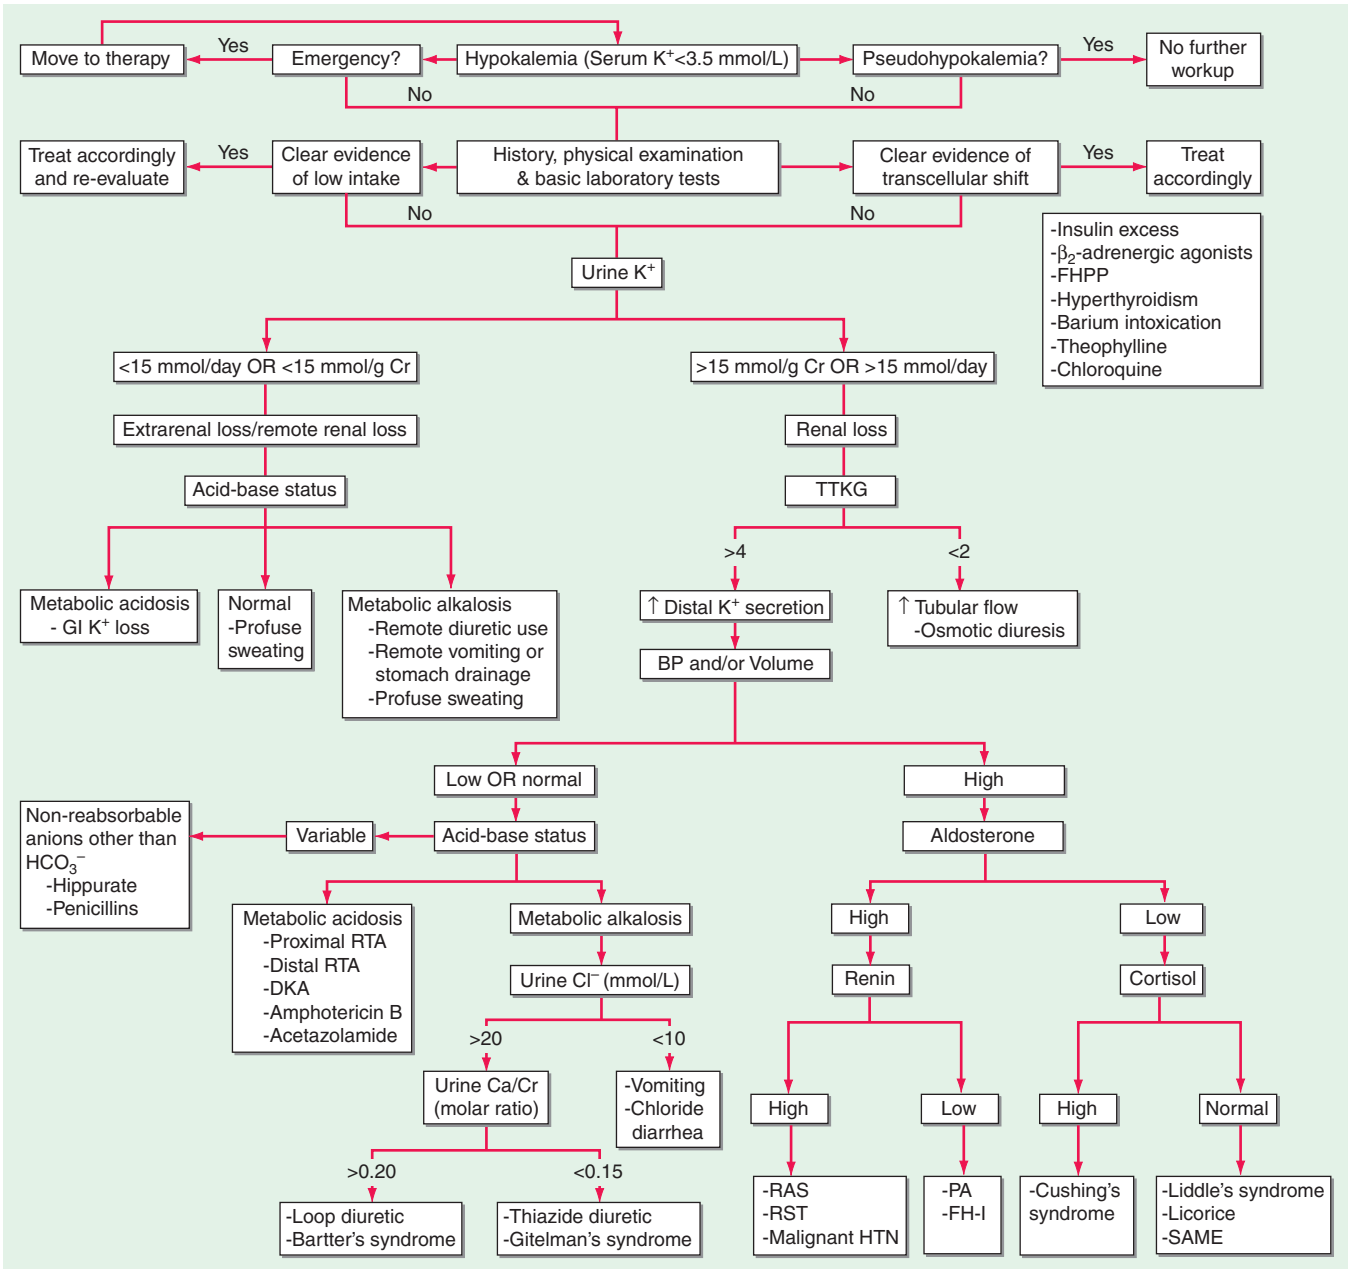 Move to therapy
Yes
Emergency?
Hypokalemia (Serum K⁺<3.5 mmol/L)
Pseudohypokalemia?
Yes
No further
workup
No
No
Treat accordingly
and re-evaluate
Yes
Clear evidence
of low intake
History, physical examination
& basic laboratory tests
Clear evidence of
transcellular shift
Yes
Treat
accordingly
No
No
-Insulin excess
-β₂-adrenergic agonists
-FHPP
-Hyperthyroidism
-Barium intoxication
-Theophylline
-Chloroquine
Urine K⁺
<15 mmol/day OR <15 mmol/g Cr
>15 mmol/g Cr OR >15 mmol/day
Extrarenal loss/remote renal loss
Renal loss
Acid-base status
TTKG
>4
<2
Metabolic acidosis
- GI K⁺ loss
Normal
-Profuse
sweating
Metabolic alkalosis
-Remote diuretic use
-Remote vomiting or
stomach drainage
-Profuse sweating
↑ Distal K⁺ secretion
↑ Tubular flow
-Osmotic diuresis
BP and/or Volume
Low OR normal
High
Non-reabsorbable
anions other than
HCO₃⁻
-Hippurate
-Penicillins
Variable
Acid-base status
Aldosterone
Metabolic acidosis
-Proximal RTA
-Distal RTA
-DKA
-Amphotericin B
-Acetazolamide
Metabolic alkalosis
High
Low
Urine Cl⁻ (mmol/L)
Renin
Cortisol
>20
<10
Urine Ca/Cr
(molar ratio)
-Vomiting
-Chloride
diarrhea
High
Low
High
Normal
>0.20
<0.15
-Loop diuretic
-Bartter's syndrome
-Thiazide diuretic
-Gitelman's syndrome
-RAS
-RST
-Malignant HTN
-PA
-FH-I
-Cushing's
syndrome
-Liddle's syndrome
-Licorice
-SAME